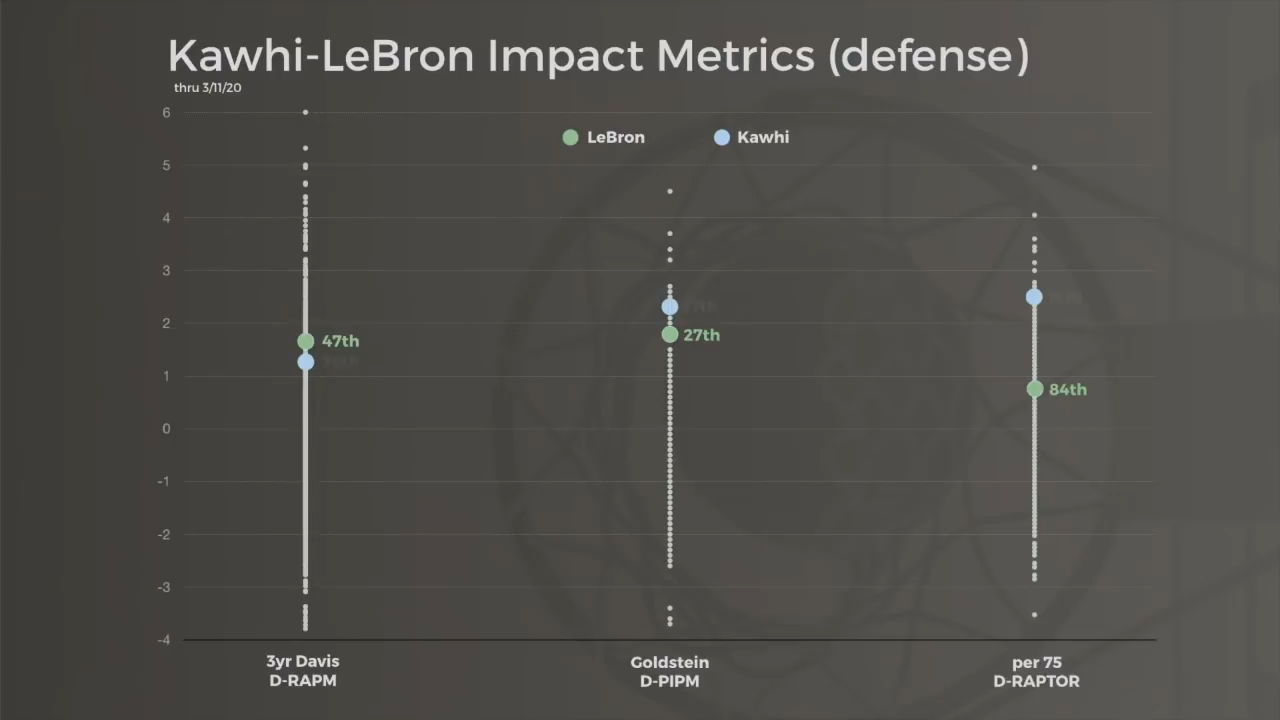 Kawhi-LeBron Impact Metrics (defense)
thru 3/11/20
LeBron
Kawhi
6
5
4
3
2
1
0
-1
-2
-3
-4
47th
27th
84th
3yr Davis
D-RAPM
Goldstein
D-PIPM
per 75
D-RAPTOR